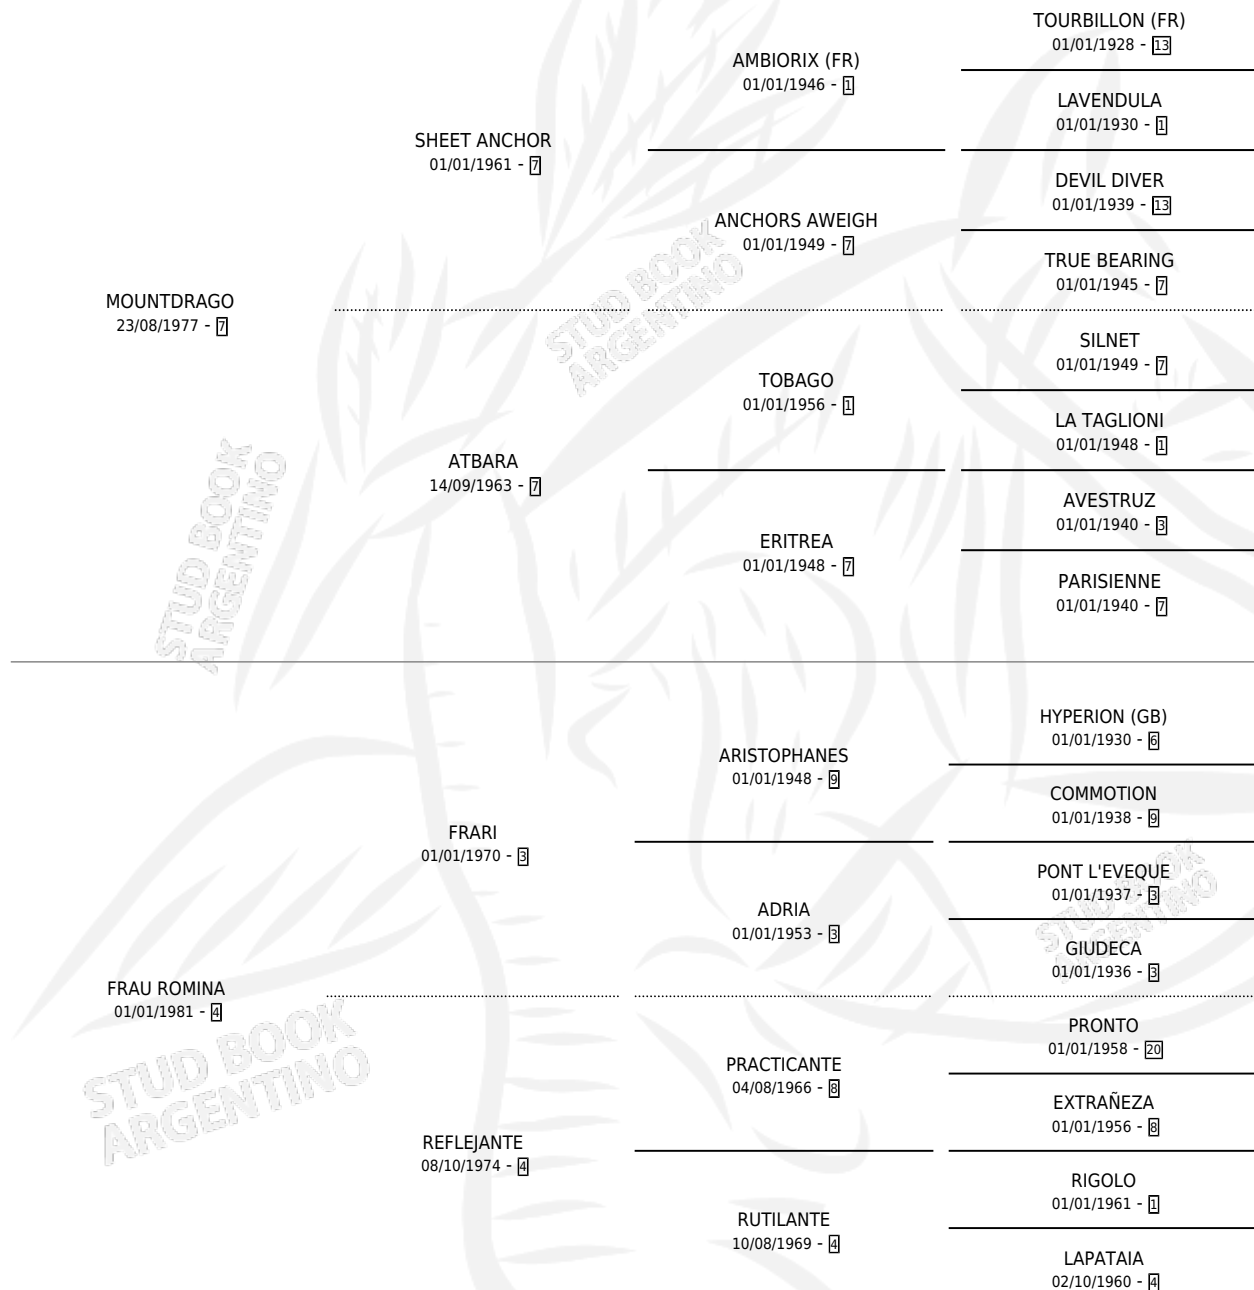 TOURBILLON (FR)
01/01/1928 - 13
AMBIORIX (FR)
01/01/1946 - 1
LAVENDULA
01/01/1930 - 1
SHEET ANCHOR
01/01/1961 - 7
DEVIL DIVER
01/01/1939 - 13
ANCHORS AWEIGH
01/01/1949 - 7
TRUE BEARING
01/01/1945 - 7
MOUNTDRAGO
23/08/1977 - 7
SILNET
01/01/1949 - 7
TOBAGO
01/01/1956 - 1
LA TAGLIONI
01/01/1948 - 1
ATBARA
14/09/1963 - 7
AVESTRUZ
01/01/1940 - 3
ERITREA
01/01/1948 - 7
PARISIENNE
01/01/1940 - 7
HYPERION (GB)
01/01/1930 - 6
ARISTOPHANES
01/01/1948 - 9
COMMOTION
01/01/1938 - 9
FRARI
01/01/1970 - 3
PONT L'EVEQUE
01/01/1937 - 3
ADRIA
01/01/1953 - 3
GIUDECA
01/01/1936 - 3
FRAU ROMINA
01/01/1981 - 4
PRONTO
01/01/1958 - 20
PRACTICANTE
04/08/1966 - 8
EXTRAÑEZA
01/01/1956 - 8
REFLEJANTE
08/10/1974 - 4
RIGOLO
01/01/1961 - 1
RUTILANTE
10/08/1969 - 4
LAPATAIA
02/10/1960 - 4
STUD BOOK
ARGENTINO
STUD BOOK
ARGENTINO
STUD BOOK
ARGENTINO
STUD BOOK
ARGENTINO